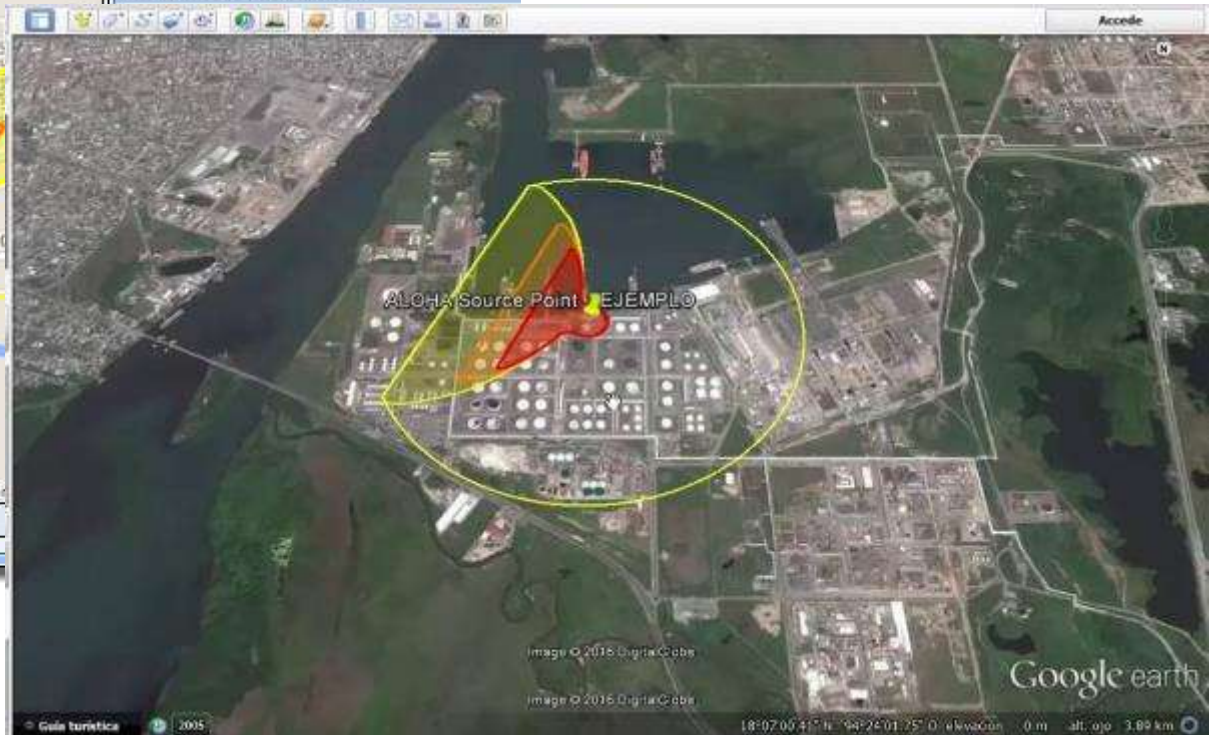 Accede
N
ALOHA Source Point - EJEMPLO
Image © 2016 DigitalGlobe
Google earth
Image © 2016 DigitalGlobe
Guía turística
2005
18°07'00.41" N 94°24'01.75" O elevación 0 m alt. ojo 3.89 km